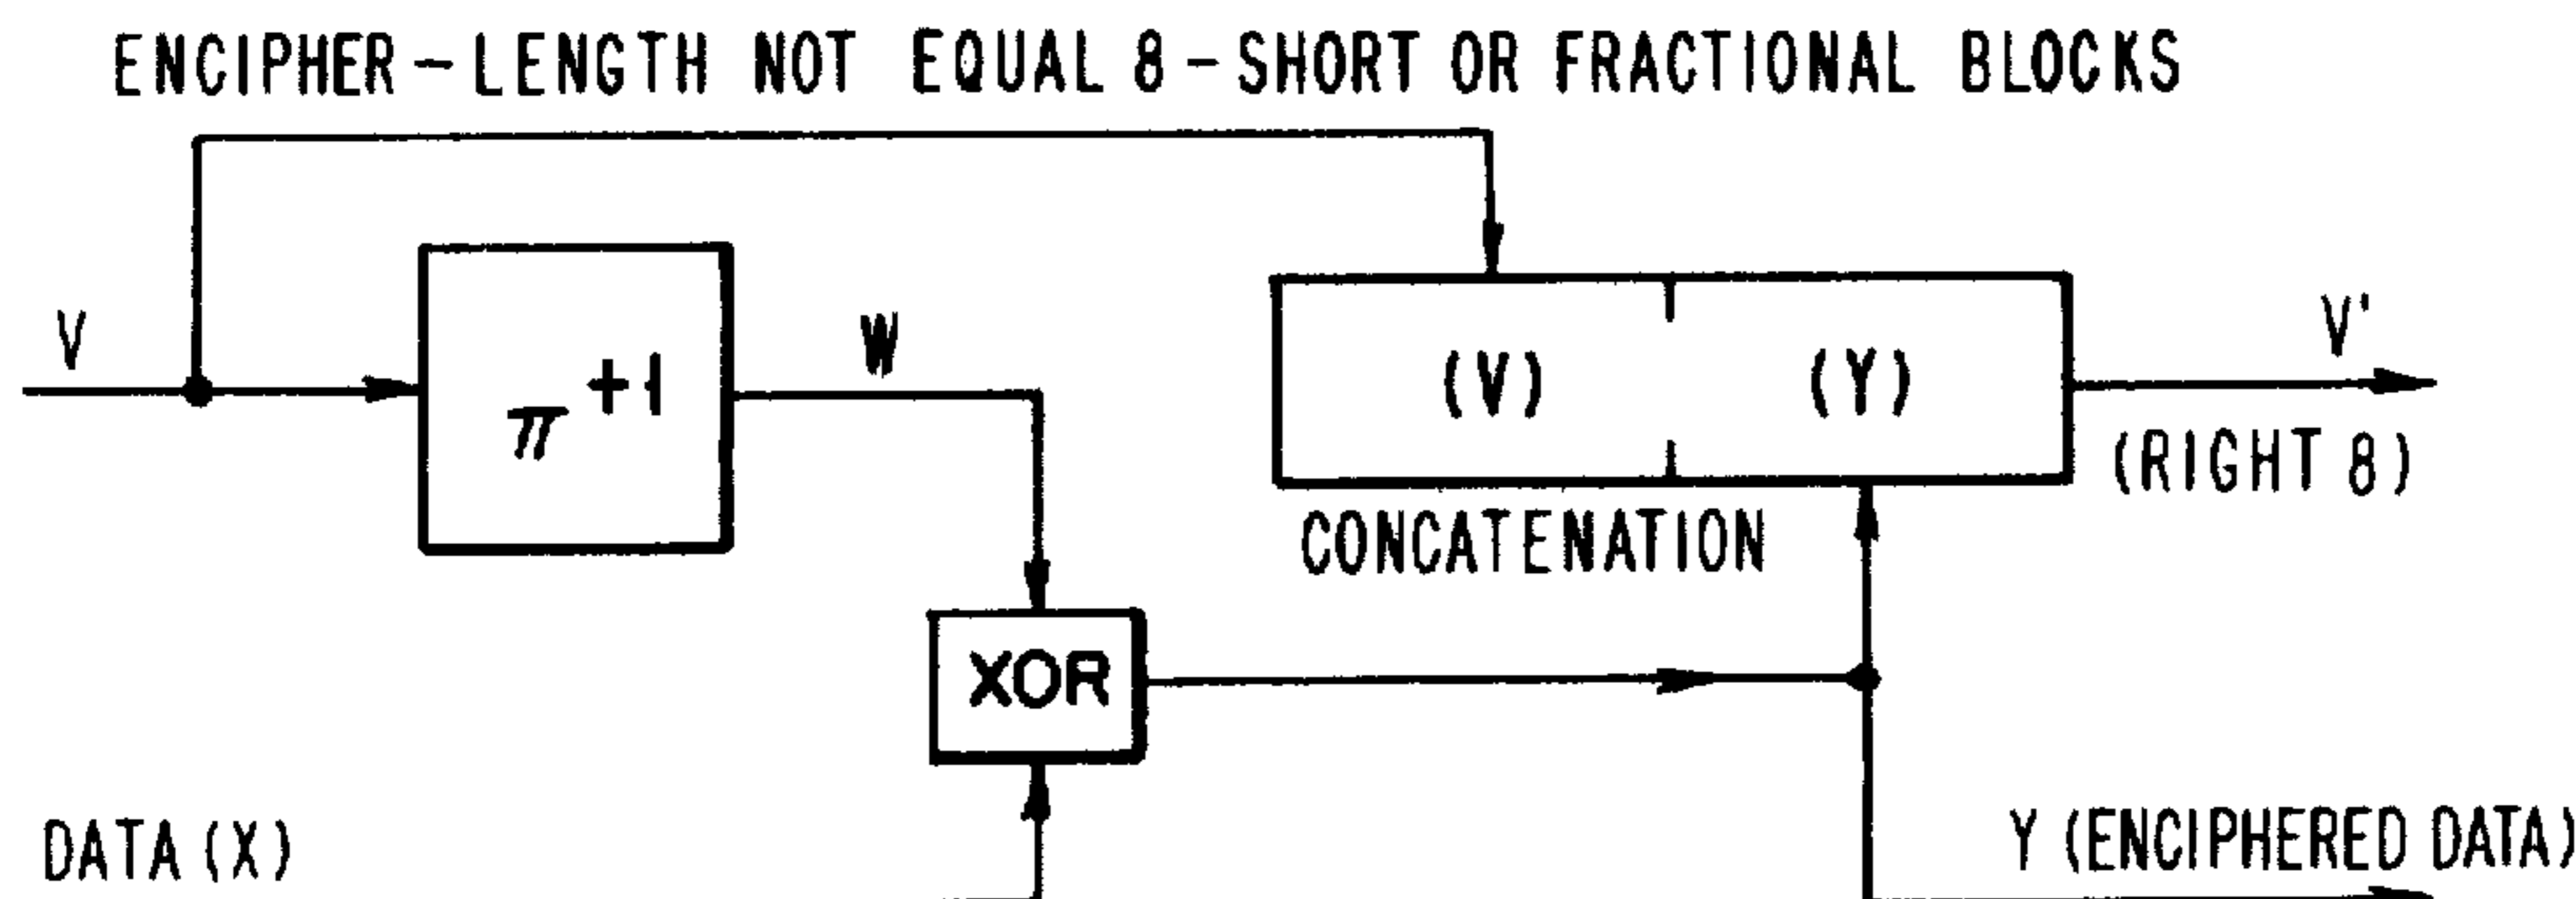 ENCIPHER - LENGTH NOT EQUAL 8 - SHORT OR FRACTIONAL BLOCKS
V
π+1
W
(V) (Y)
V'
(RIGHT 8)
CONCATENATION
XOR
DATA (X)
Y (ENCIPHERED DATA)